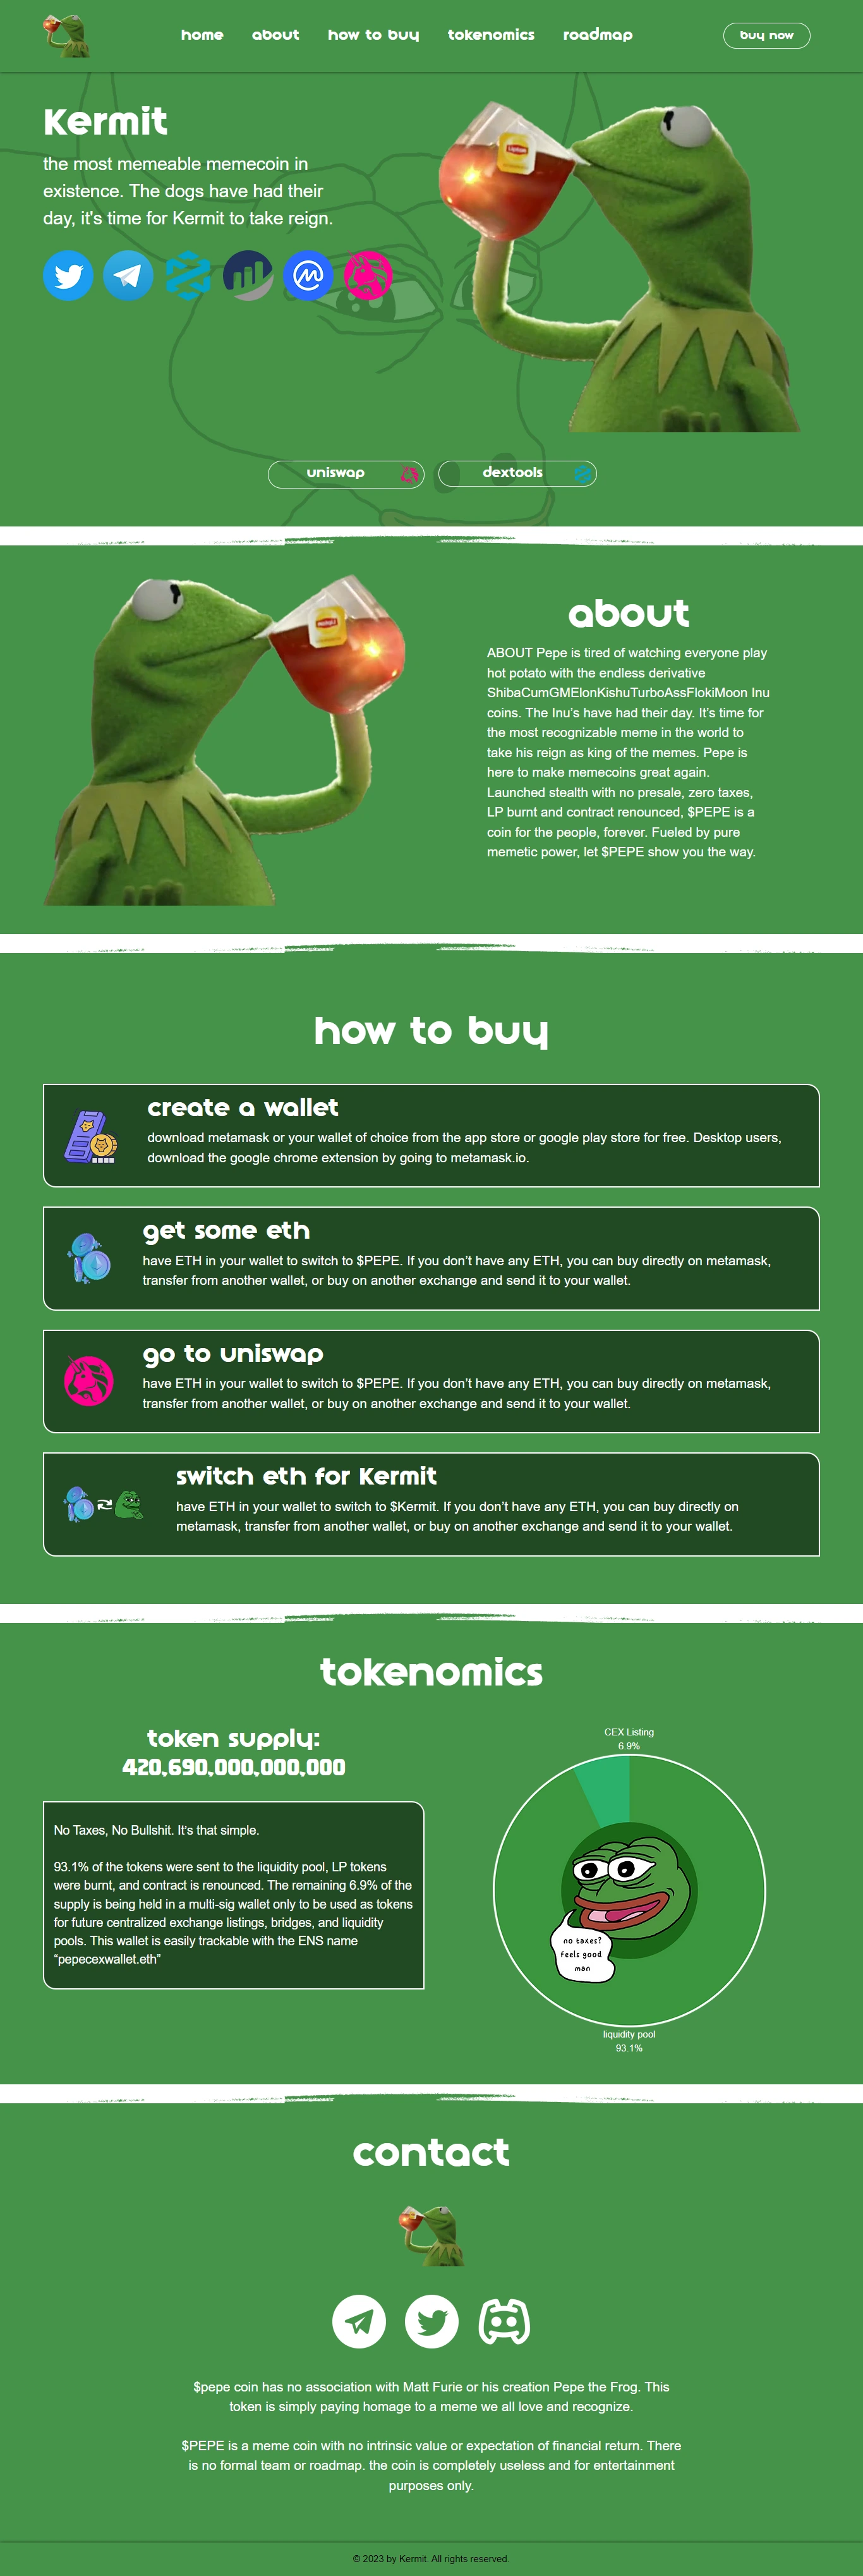 home about how to buy tokenomics roadmap buy now
Kermit
the most memeable memecoin in
existence. The dogs have had their
day, it's time for Kermit to take reign.
Lipton
uniswap
dextools
about
ABOUT Pepe is tired of watching everyone play
hot potato with the endless derivative
ShibaCumGMElonKishuTurboAssFlokiMoon Inu
coins. The Inu’s have had their day. It’s time for
the most recognizable meme in the world to
take his reign as king of the memes. Pepe is
here to make memecoins great again.
Launched stealth with no presale, zero taxes,
LP burnt and contract renounced, $PEPE is a
coin for the people, forever. Fueled by pure
memetic power, let $PEPE show you the way.
how to buy
create a wallet
download metamask or your wallet of choice from the app store or google play store for free. Desktop users,
download the google chrome extension by going to metamask.io.
get some eth
have ETH in your wallet to switch to $PEPE. If you don’t have any ETH, you can buy directly on metamask,
transfer from another wallet, or buy on another exchange and send it to your wallet.
go to uniswap
have ETH in your wallet to switch to $PEPE. If you don’t have any ETH, you can buy directly on metamask,
transfer from another wallet, or buy on another exchange and send it to your wallet.
switch eth for Kermit
have ETH in your wallet to switch to $Kermit. If you don’t have any ETH, you can buy directly on
metamask, transfer from another wallet, or buy on another exchange and send it to your wallet.
tokenomics
token supply:
420,690,000,000,000
No Taxes, No Bullshit. It’s that simple.
93.1% of the tokens were sent to the liquidity pool, LP tokens
were burnt, and contract is renounced. The remaining 6.9% of the
supply is being held in a multi-sig wallet only to be used as tokens
for future centralized exchange listings, bridges, and liquidity
pools. This wallet is easily trackable with the ENS name
“pepecexwallet.eth”
CEX Listing
6.9%
no taxes?
feels good
man
liquidity pool
93.1%
contact
$pepe coin has no association with Matt Furie or his creation Pepe the Frog. This
token is simply paying homage to a meme we all love and recognize.
$PEPE is a meme coin with no intrinsic value or expectation of financial return. There
is no formal team or roadmap. the coin is completely useless and for entertainment
purposes only.
© 2023 by Kermit. All rights reserved.